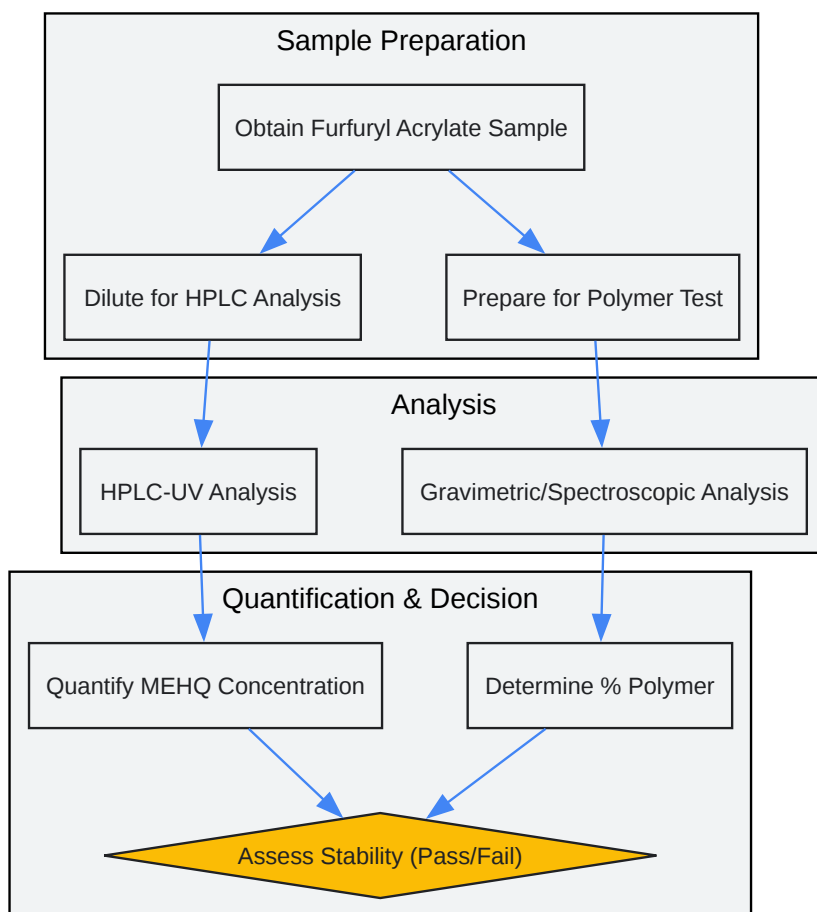 Sample Preparation
Obtain Furfuryl Acrylate Sample
Dilute for HPLC Analysis
Prepare for Polymer Test
Analysis
HPLC-UV Analysis
Gravimetric/Spectroscopic Analysis
Quantification & Decision
Quantify MEHQ Concentration
Determine % Polymer
Assess Stability (Pass/Fail)